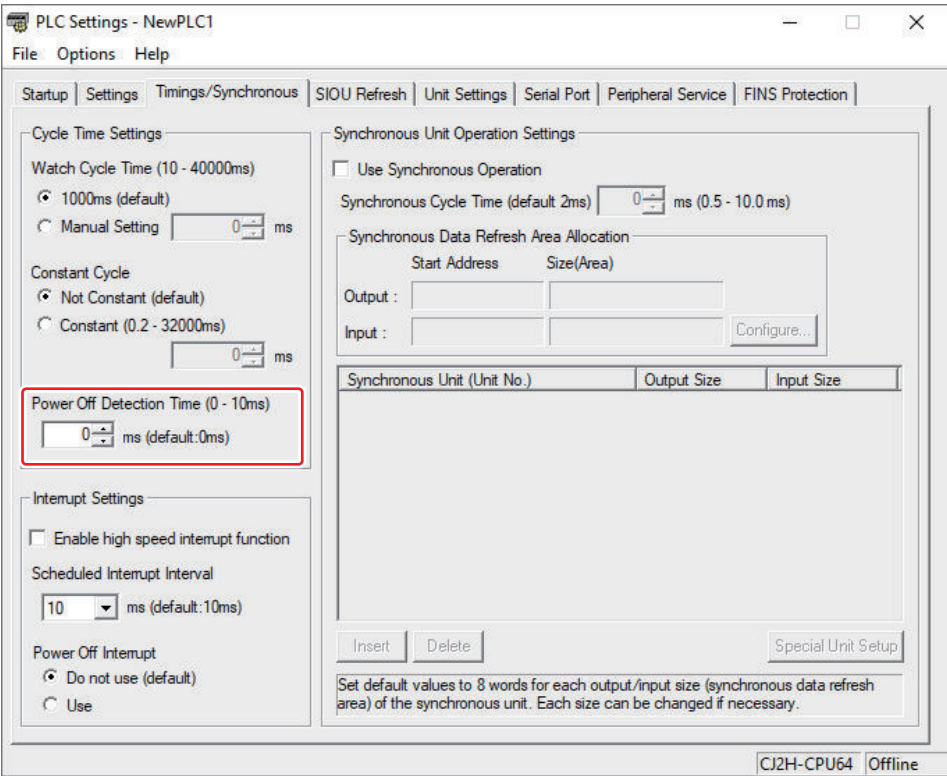 PLC Settings - NewPLC1
File Options Help
Startup Settings Timings/Synchronous SIOU Refresh Unit Settings Serial Port Peripheral Service FINS Protection
Cycle Time Settings
Watch Cycle Time (10 - 40000ms)
1000ms (default)
Manual Setting 0 ms
Constant Cycle
Not Constant (default)
Constant (0.2 - 32000ms)
0 ms
Power Off Detection Time (0 - 10ms)
0 ms (default:0ms)
Interrupt Settings
Enable high speed interrupt function
Scheduled Interrupt Interval
10 ms (default:10ms)
Power Off Interrupt
Do not use (default)
Use
Synchronous Unit Operation Settings
Use Synchronous Operation
Synchronous Cycle Time (default 2ms) 0 ms (0.5 - 10.0 ms)
Synchronous Data Refresh Area Allocation
Start Address Size(Area)
Output :
Input : Configure...
Synchronous Unit (Unit No.) Output Size Input Size
Insert Delete Special Unit Setup
Set default values to 8 words for each output/input size (synchronous data refresh
area) of the synchronous unit. Each size can be changed if necessary.
CJ2H-CPU64 Offline